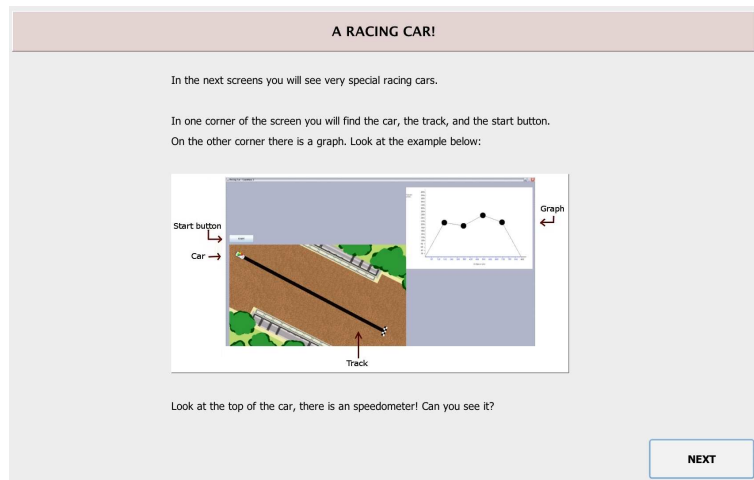 A RACING CAR!
In the next screens you will see very special racing cars.
In one corner of the screen you will find the car, the track, and the start button.
On the other corner there is a graph. Look at the example below:
Start button
Graph
Car
Track
Look at the top of the car, there is an speedometer! Can you see it?
NEXT